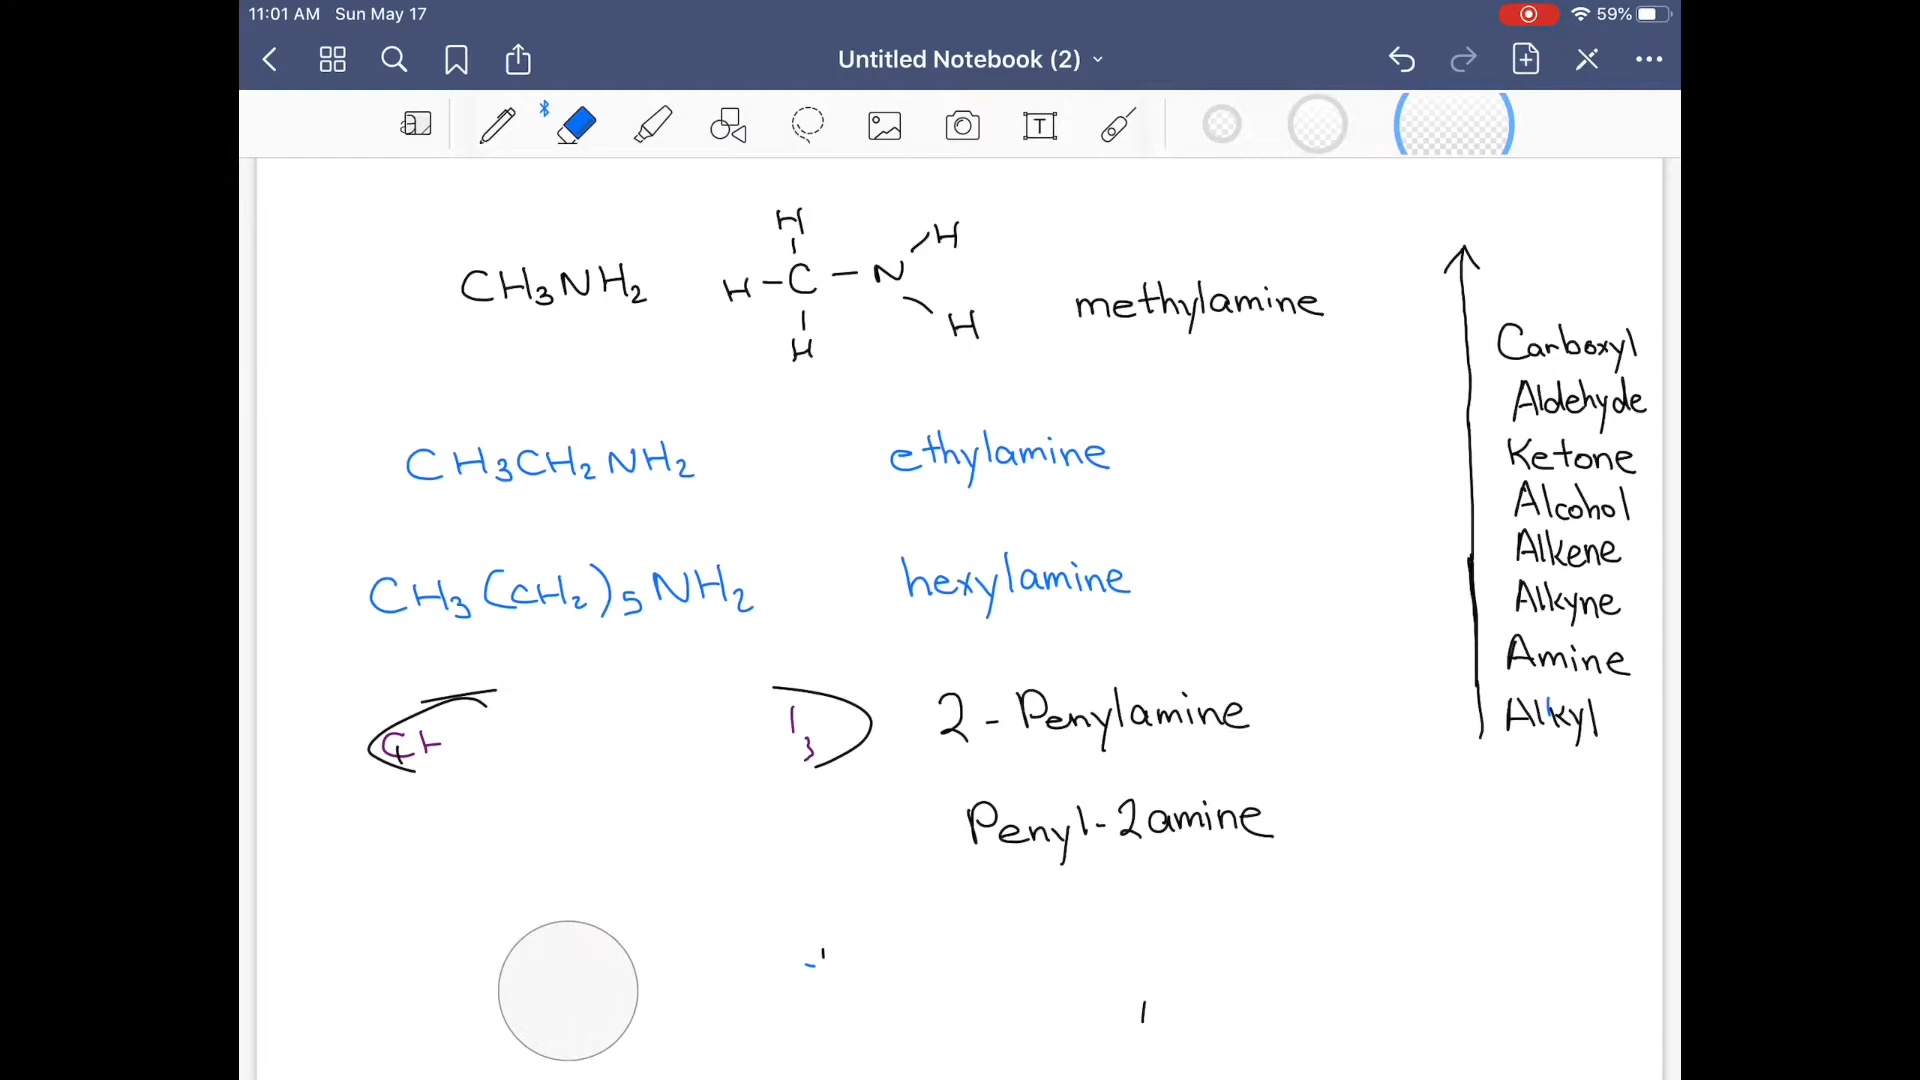 11:01 AM Sun May 17
59%
Untitled Notebook (2)
H
CH3NH2 H-C-N H H methylamine
H
CH3CH2NH2 ethylamine
CH3(CH2)5NH2 hexylamine
2-Penylamine
Penyl-2amine
Carboxyl
Aldehyde
Ketone
Alcohol
Alkene
Alkyne
Amine
Alkyl